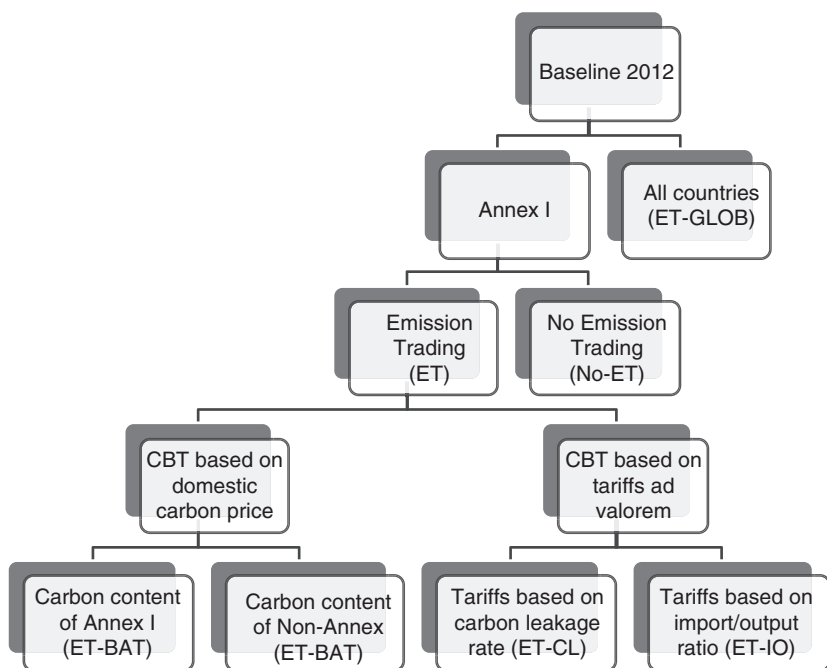 Baseline 2012
Annex I
All countries
(ET-GLOB)
Emission
Trading
(ET)
No Emission
Trading
(No-ET)
CBT based on
domestic
carbon price
CBT based on
tariffs ad
valorem
Carbon content
of Annex I
(ET-BAT)
Carbon content
of Non-Annex
(ET-BAT)
Tariffs based on
carbon leakage
rate (ET-CL)
Tariffs based on
import/output
ratio (ET-IO)